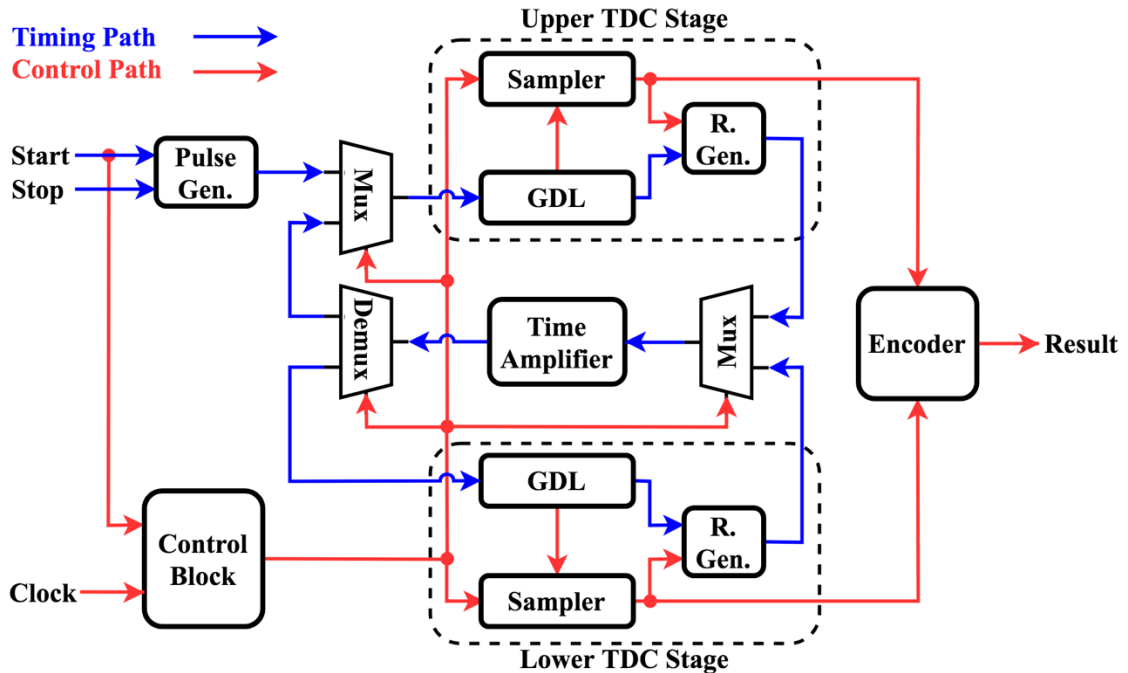 Upper TDC Stage
Timing Path
Control Path
Sampler
R.
Gen.
Start
Stop
Pulse
Gen.
Mux
GDL
Demux
Time
Amplifier
Mux
Encoder
Result
GDL
R.
Gen.
Control
Block
Clock
Sampler
Lower TDC Stage